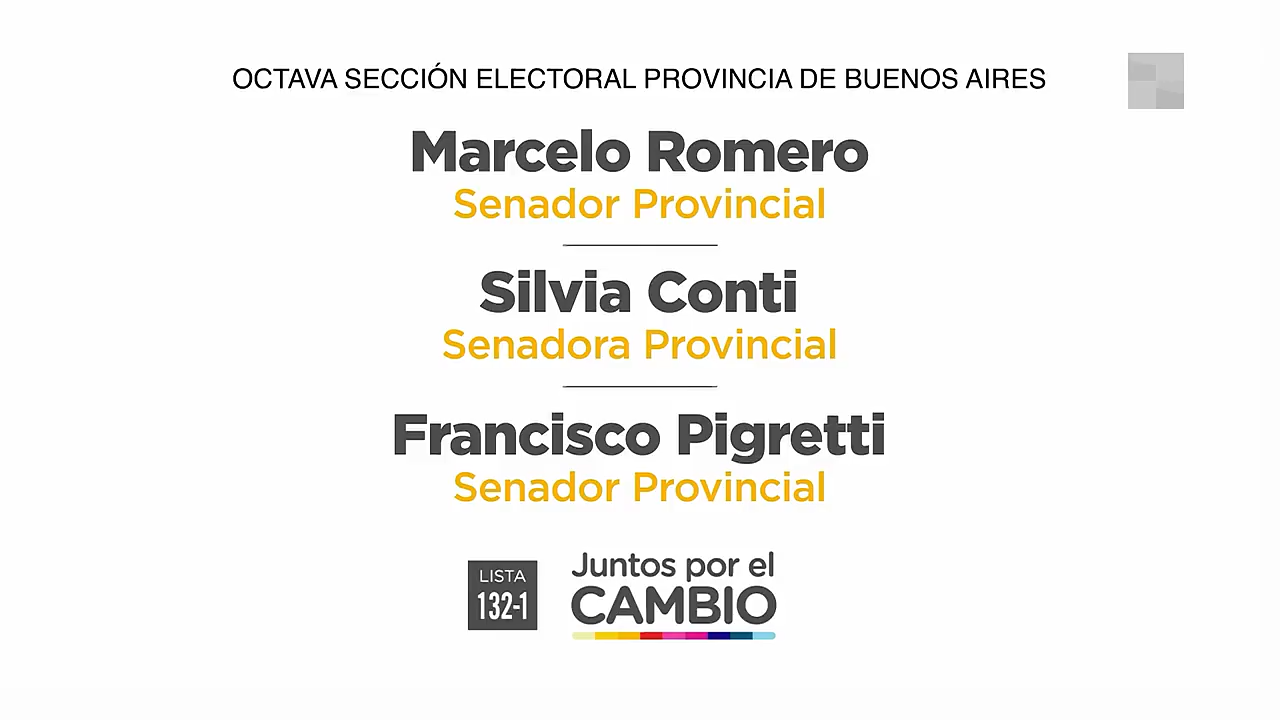 OCTAVA SECCIÓN ELECTORAL PROVINCIA DE BUENOS AIRES
Marcelo Romero
Senador Provincial
Silvia Conti
Senadora Provincial
Francisco Pigretti
Senador Provincial
LISTA
132-1
Juntos por el
CAMBIO